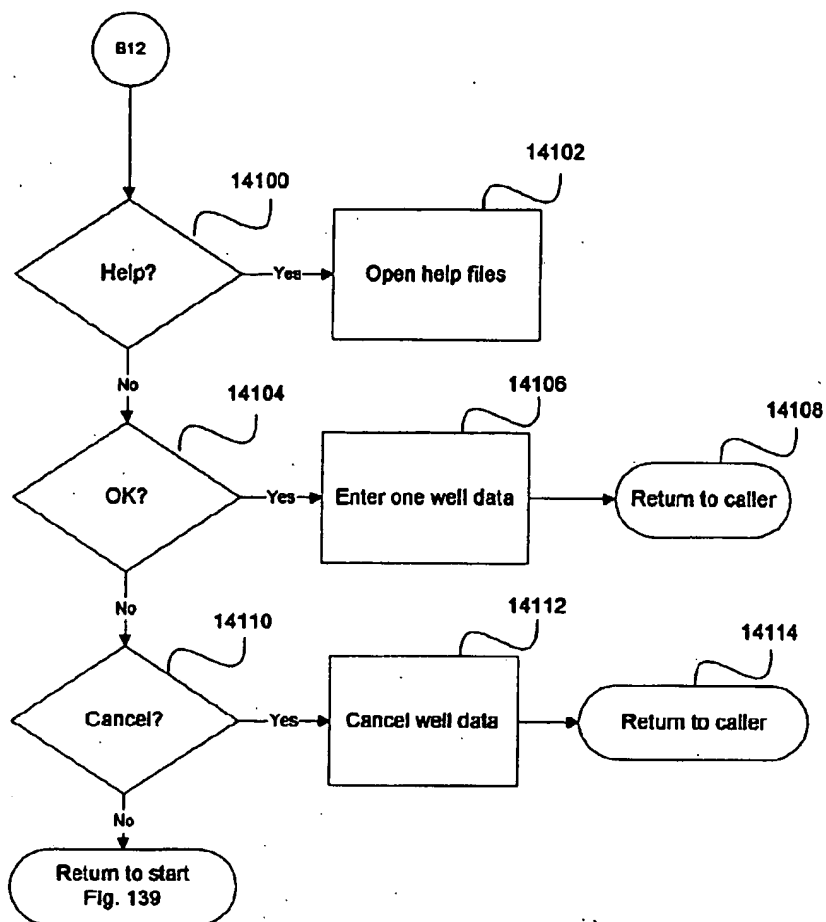 B12
14100
14102
Help?
Yes
Open help files
No
14104
14106
14108
OK?
Yes
Enter one well data
Return to caller
No
14110
14112
14114
Cancel?
Yes
Cancel well data
Return to caller
No
Return to start
Fig. 139